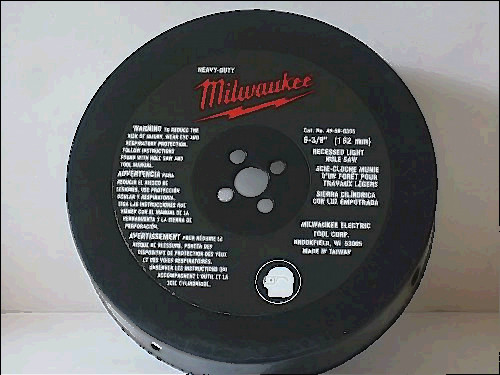 HEAVY-DUTY
Milwaukee
WARNING TO REDUCE THE
RISK OF INJURY, WEAR EYE AND
RESPIRATORY PROTECTION.
FOLLOW INSTRUCTIONS
FOUND WITH HOLE SAW AND
TOOL MANUAL.
ADVERTENCIA PARA
REDUCIR EL RIESGO DE
LESIONES, USE PROTECCIÓN
OCULAR Y RESPIRATORIA.
SIGA LAS INSTRUCCIONES QUE
VIENEN CON EL MANUAL DE LA
HERRAMIENTA Y LA SIERRA DE
PERFORACIÓN.
AVERTISSEMENT POUR RÉDUIRE LE
RISQUE DE BLESSURE, PORTER DES
DISPOSITIFS DE PROTECTION DES YEUX
ET DES VOIES RESPIRATOIRES.
OBSERVER LES INSTRUCTIONS QUI
ACCOMPAGNENT L'OUTIL ET LA
SCIE CYLINDRIQUE.
Cat. No.
6-3/8" (162 mm)
RECESSED LIGHT
HOLE SAW
SCIE-CLOCHE MUNIE
D'UN FORÊT POUR
TRAVAUX LÉGERS
SIERRA CILÍNDRICA
CON LUZ EMPOTRADA
MILWAUKEE ELECTRIC
TOOL CORP.
BROOKFIELD, WI 53005
MADE IN TAIWAN